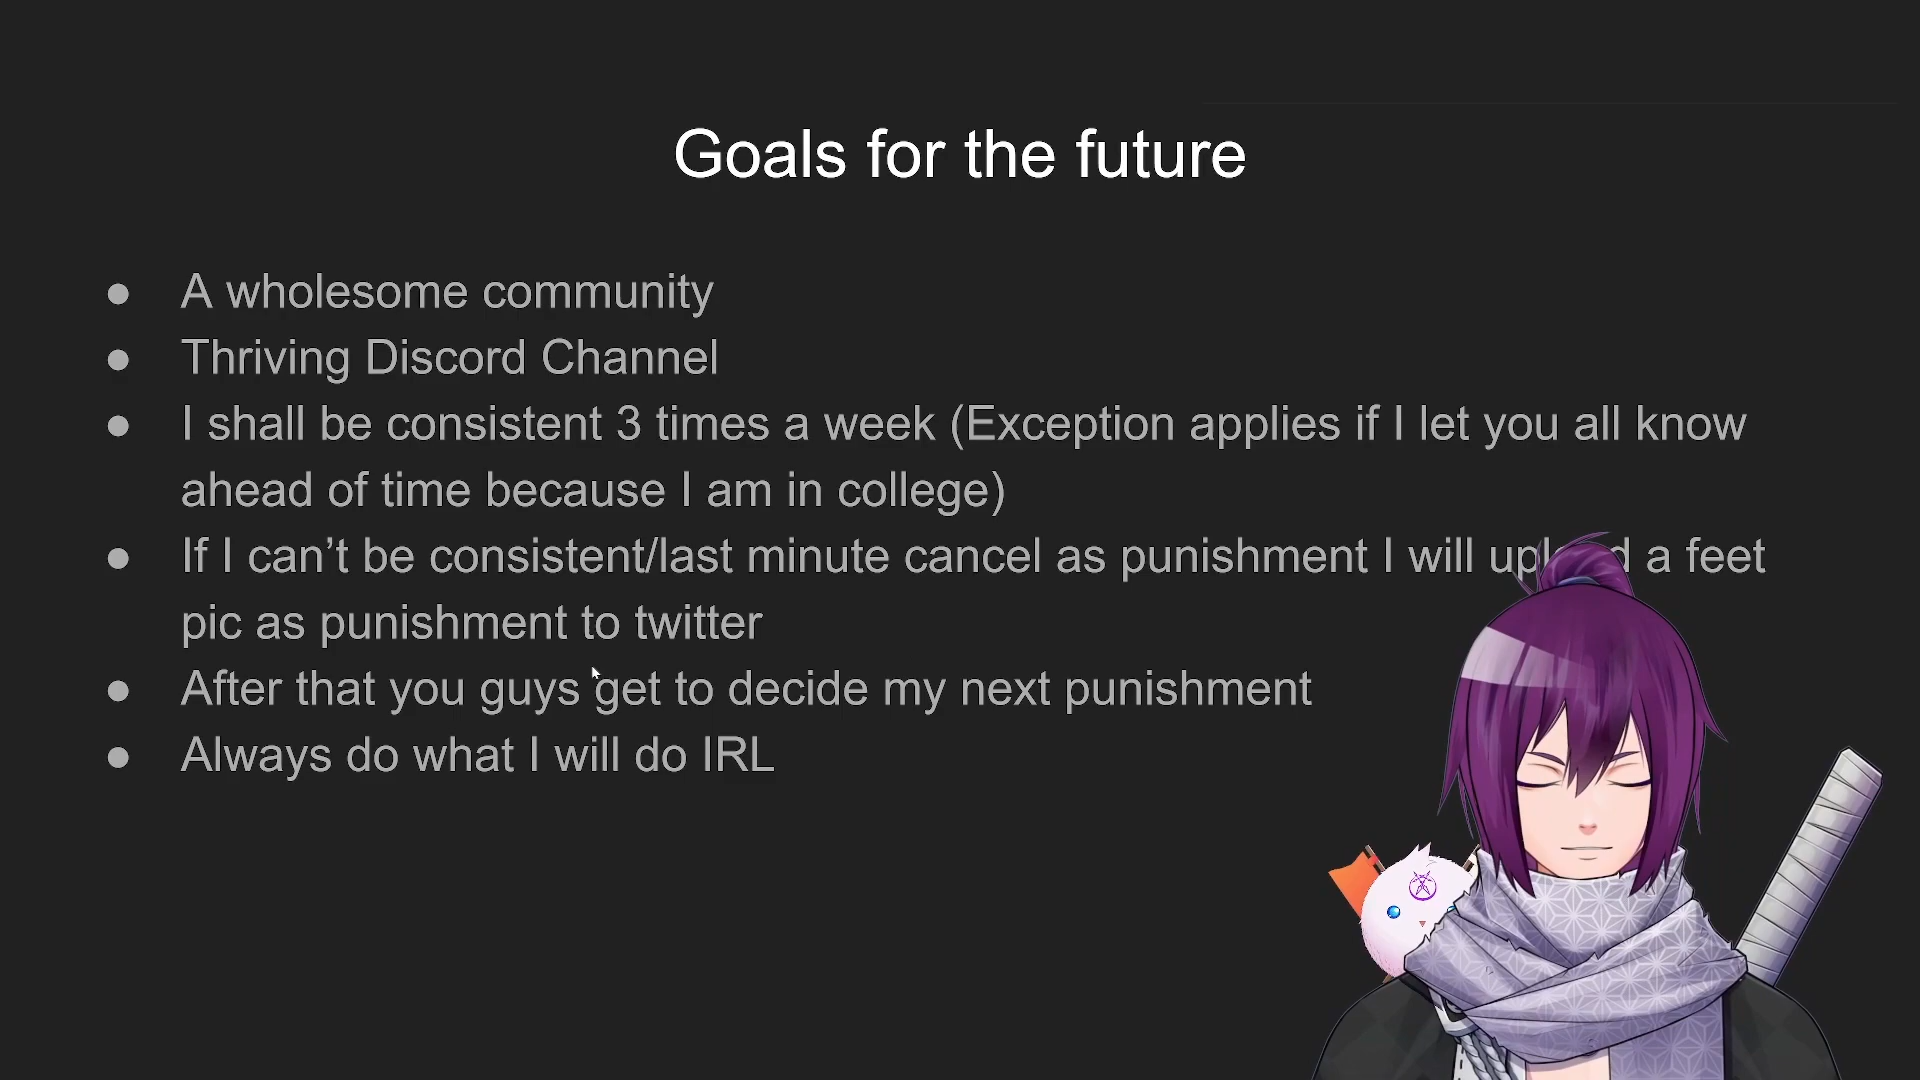 Goals for the future
● A wholesome community
● Thriving Discord Channel
● I shall be consistent 3 times a week (Exception applies if I let you all know
ahead of time because I am in college)
● If I can’t be consistent/last minute cancel as punishment I will upload a feet
pic as punishment to twitter
● After that you guys get to decide my next punishment
● Always do what I will do IRL